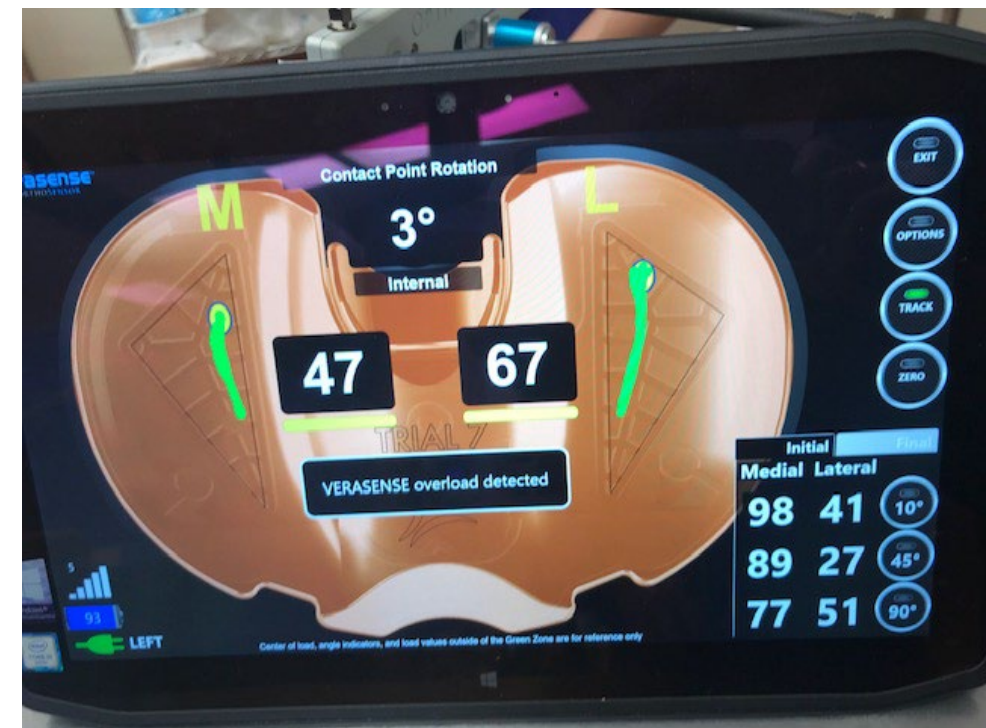 asense
ORTHOSENSOR
M
L
Contact Point Rotation
3°
Internal
47
67
TRIAL 7
VERASENSE overload detected
EXIT
OPTIONS
TRACK
ZERO
Initial Final
Medial Lateral
98 41 10°
89 27 45°
77 51 90°
5
93
LEFT
Center of load, angle indicators, and load values outside of the Green Zone are for reference only